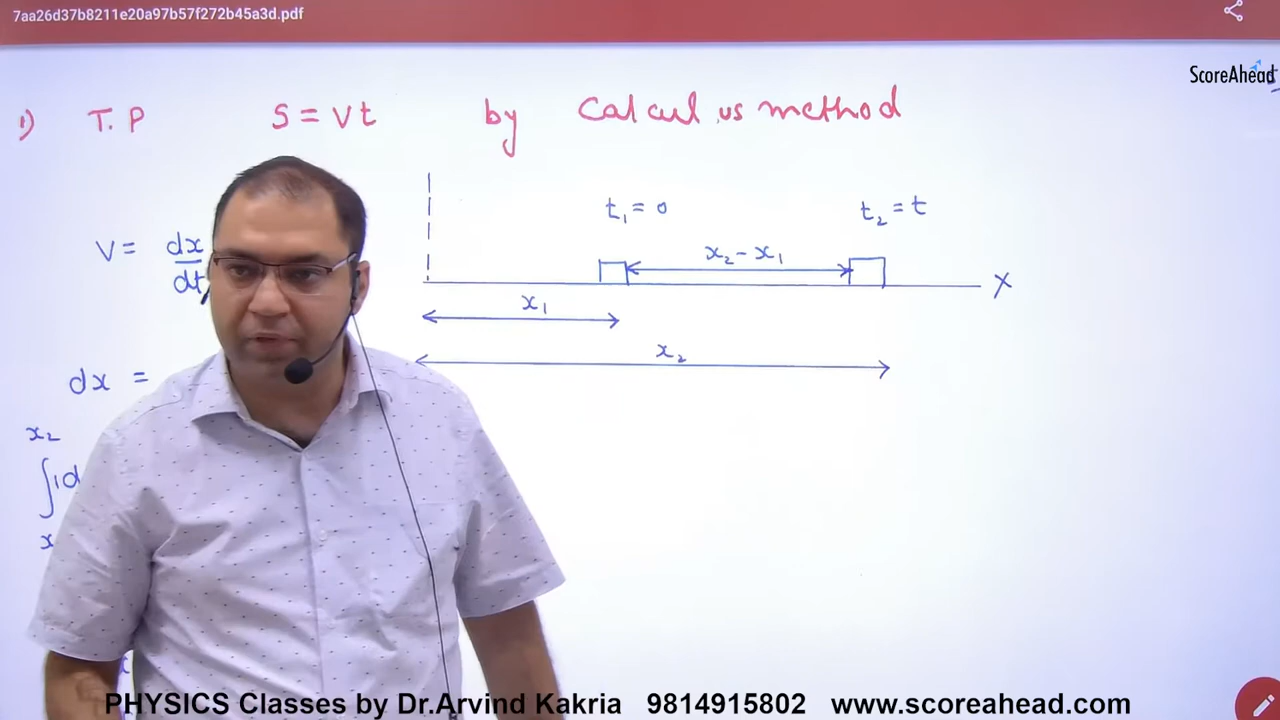 7aa26d37b8211e20a97b57f272b45a3d.pdf
ScoreAhead
1) T.P S = vt by Calculus method
t₁ = 0 t₂ = t
V = dx/dt
x₂ - x₁
X
x₁
x₂
dx =
x₂
∫1d
x
PHYSICS Classes by Dr.Arvind Kakria 9814915802 www.scoreahead.com